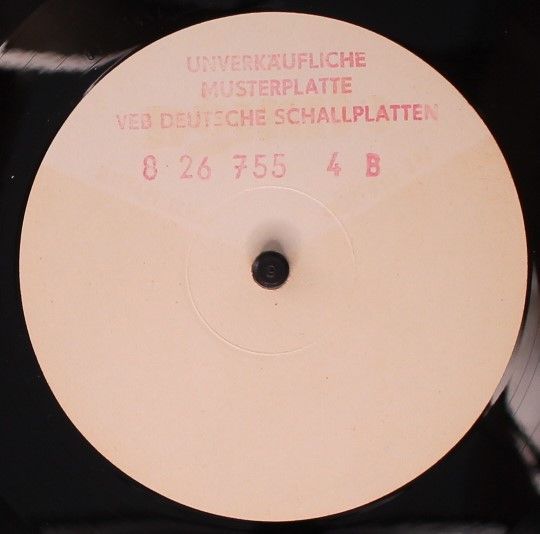 UNVERKÄUFLICHE
MUSTERPLATTE
VEB DEUTSCHE SCHALLPLATTEN
8 26 755 4 B